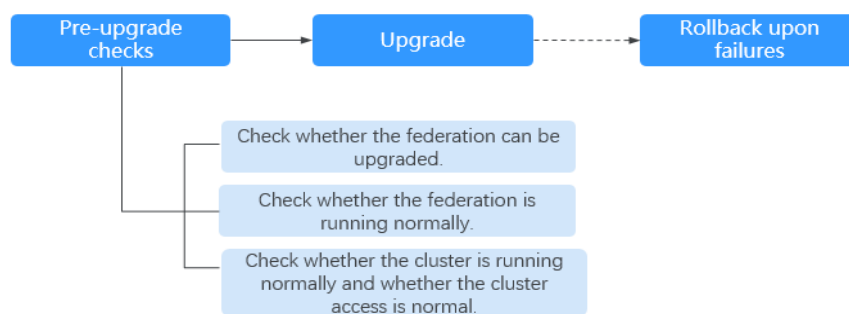 Pre-upgrade
checks
Upgrade
Rollback upon
failures
Check whether the federation can be
upgraded.
Check whether the federation is
running normally.
Check whether the cluster is running
normally and whether the cluster
access is normal.